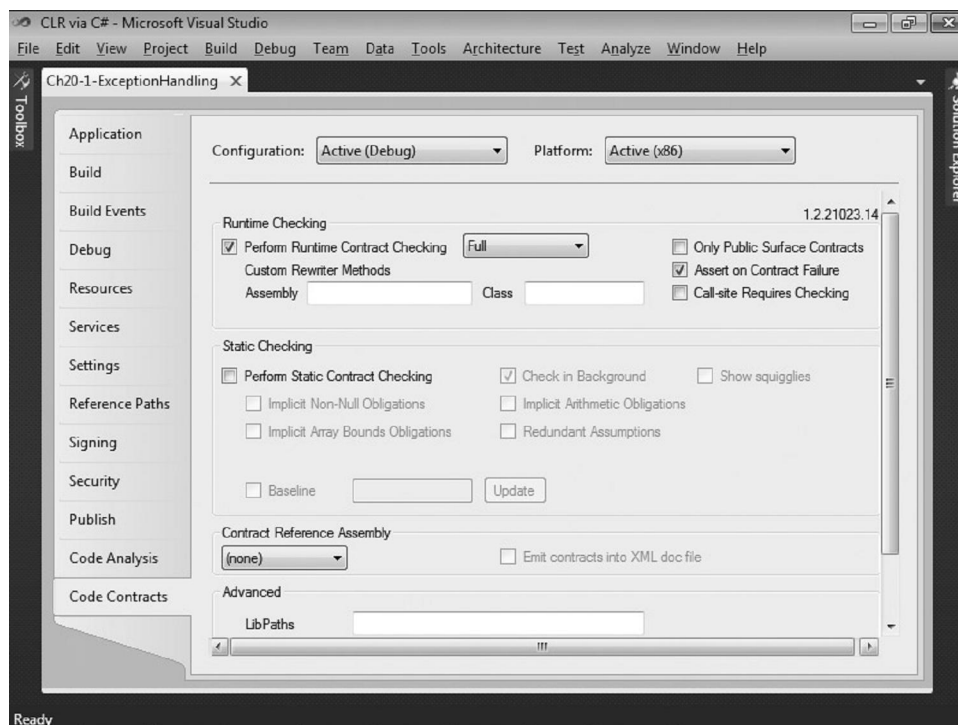 CLR via C# - Microsoft Visual Studio
File Edit View Project Build Debug Team Data Tools Architecture Test Analyze Window Help
Ch20-1-ExceptionHandling X
Toolbox
Solution Explorer
Application
Build
Build Events
Debug
Resources
Services
Settings
Reference Paths
Signing
Security
Publish
Code Analysis
Code Contracts
Configuration: Active (Debug) Platform: Active (x86)
1.2.21023.14
Runtime Checking
Perform Runtime Contract Checking Full Only Public Surface Contracts
Custom Rewriter Methods Assert on Contract Failure
Assembly Class Call-site Requires Checking
Static Checking
Perform Static Contract Checking Check in Background Show squigglies
Implicit Non-Null Obligations Implicit Arithmetic Obligations
Implicit Array Bounds Obligations Redundant Assumptions
Baseline Update
Contract Reference Assembly
(none) Emit contracts into XML doc file
Advanced
LibPaths
Ready